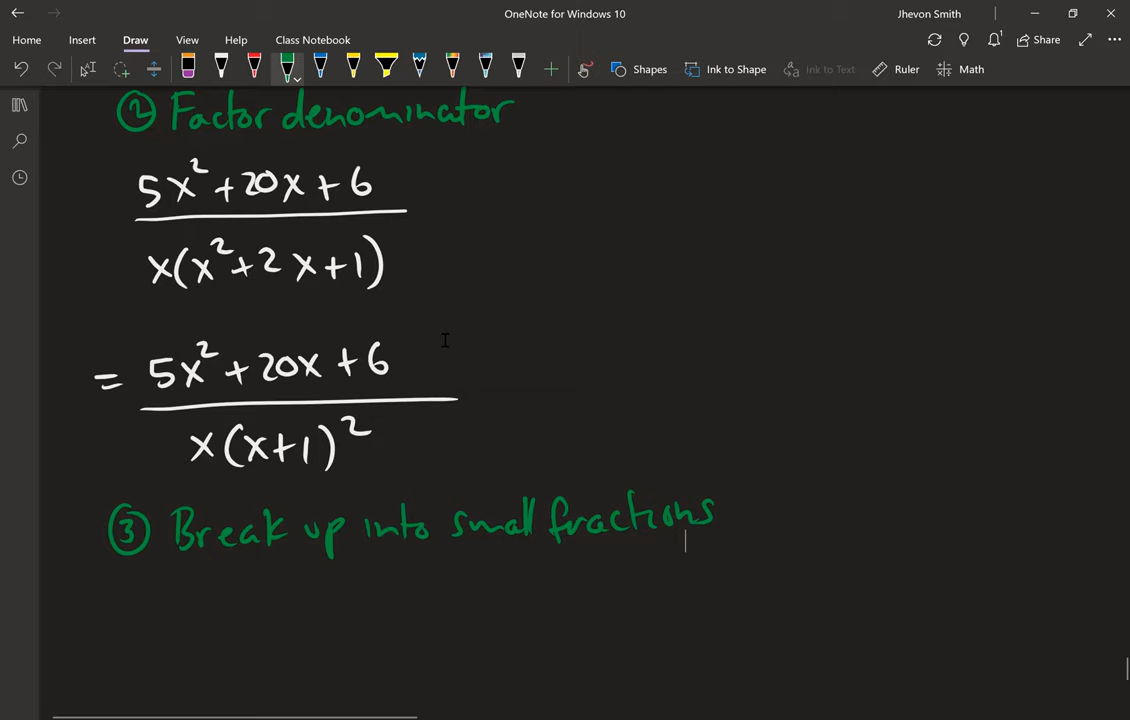 OneNote for Windows 10
Jhevon Smith
Home Insert Draw View Help Class Notebook
Share
Shapes Ink to Shape Ink to Text Ruler Math
② Factor denominator
5x² + 20x + 6
x(x² + 2x + 1)
= 5x² + 20x + 6
x(x+1)²
③ Break up into small fractions